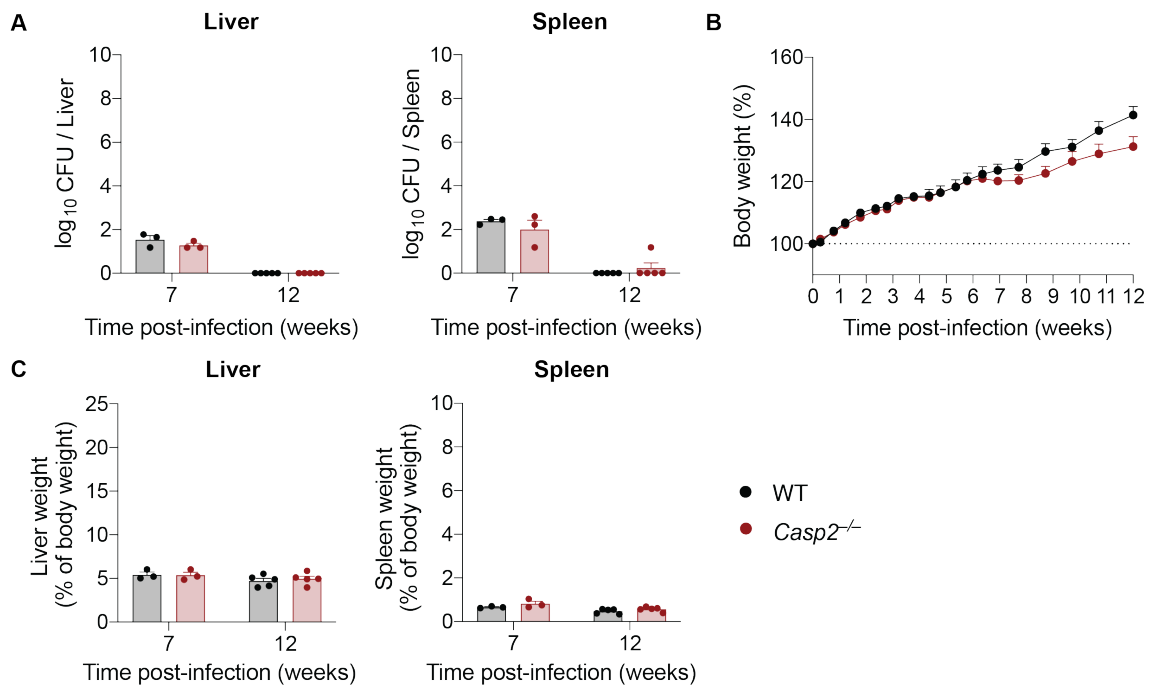 A
Liver
log10 CFU / Liver
10
8
6
4
2
0
7
12
Time post-infection (weeks)
Spleen
log10 CFU / Spleen
10
8
6
4
2
0
7
12
Time post-infection (weeks)
B
Body weight (%)
160
140
120
100
0 1 2 3 4 5 6 7 8 9 10 11 12
Time post-infection (weeks)
C
Liver
Liver weight
(% of body weight)
25
20
15
10
5
0
7
12
Time post-infection (weeks)
Spleen
Spleen weight
(% of body weight)
10
8
6
4
2
0
7
12
Time post-infection (weeks)
WT
Casp2–/–